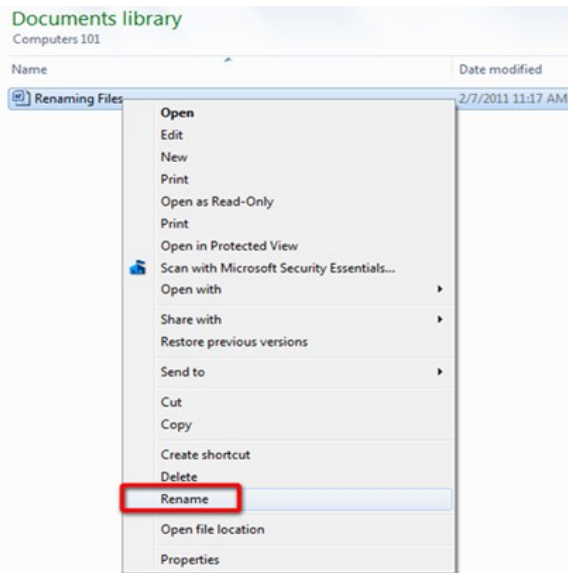 Documents library
Computers 101
Name Date modified
Renaming Files 2/7/2011 11:17 AM
Open
Edit
New
Print
Open as Read-Only
Print
Open in Protected View
Scan with Microsoft Security Essentials...
Open with
Share with
Restore previous versions
Send to
Cut
Copy
Create shortcut
Delete
Rename
Open file location
Properties